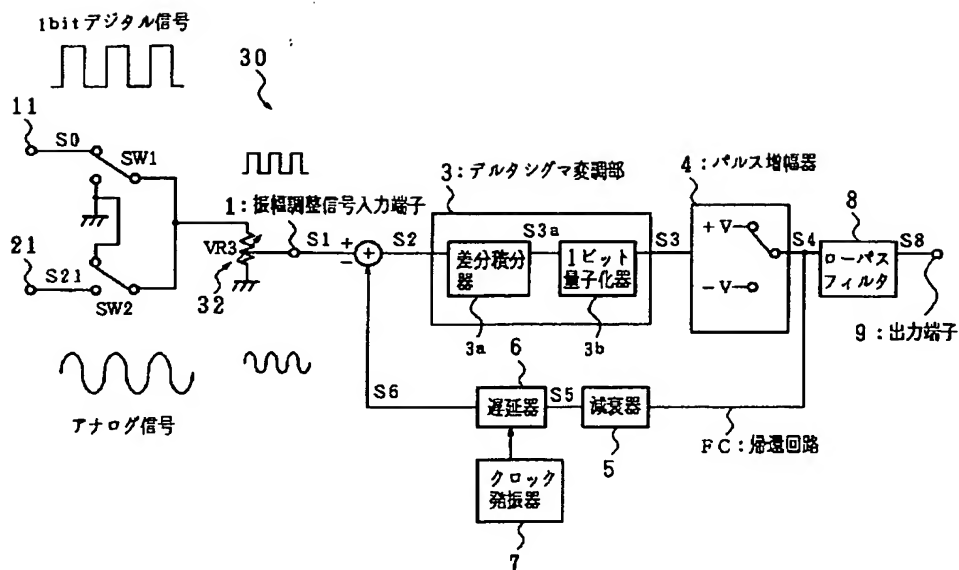 1bitデジタル信号
30
11
S0
SW1
3:デルタシグマ変調部
4:パルス増幅器
1:振幅調整信号入力端子
8
S1
+
−
S2
S3a
S3
+V
−V
S4
S8
21
S21
SW2
VR3
32
差分積分器
1ビット
量子化器
ローパス
フィルタ
3a
3b
9:出力端子
6
S6
遅延器
S5
減衰器
5
FC:帰還回路
アナログ信号
クロック
発振器
7